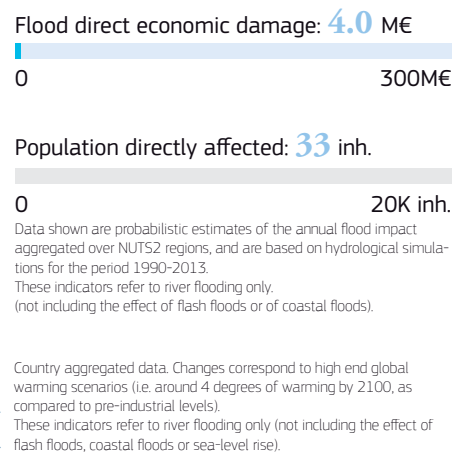 Flood direct economic damage: 4.0 M€
0 300M€
Population directly affected: 33 inh.
0 20K inh.
Data shown are probabilistic estimates of the annual flood impact
aggregated over NUTS2 regions, and are based on hydrological simula-
tions for the period 1990-2013.
These indicators refer to river flooding only.
(not including the effect of flash floods or of coastal floods).
Country aggregated data. Changes correspond to high end global
warming scenarios (i.e. around 4 degrees of warming by 2100, as
compared to pre-industrial levels).
These indicators refer to river flooding only (not including the effect of
flash floods, coastal floods or sea-level rise).